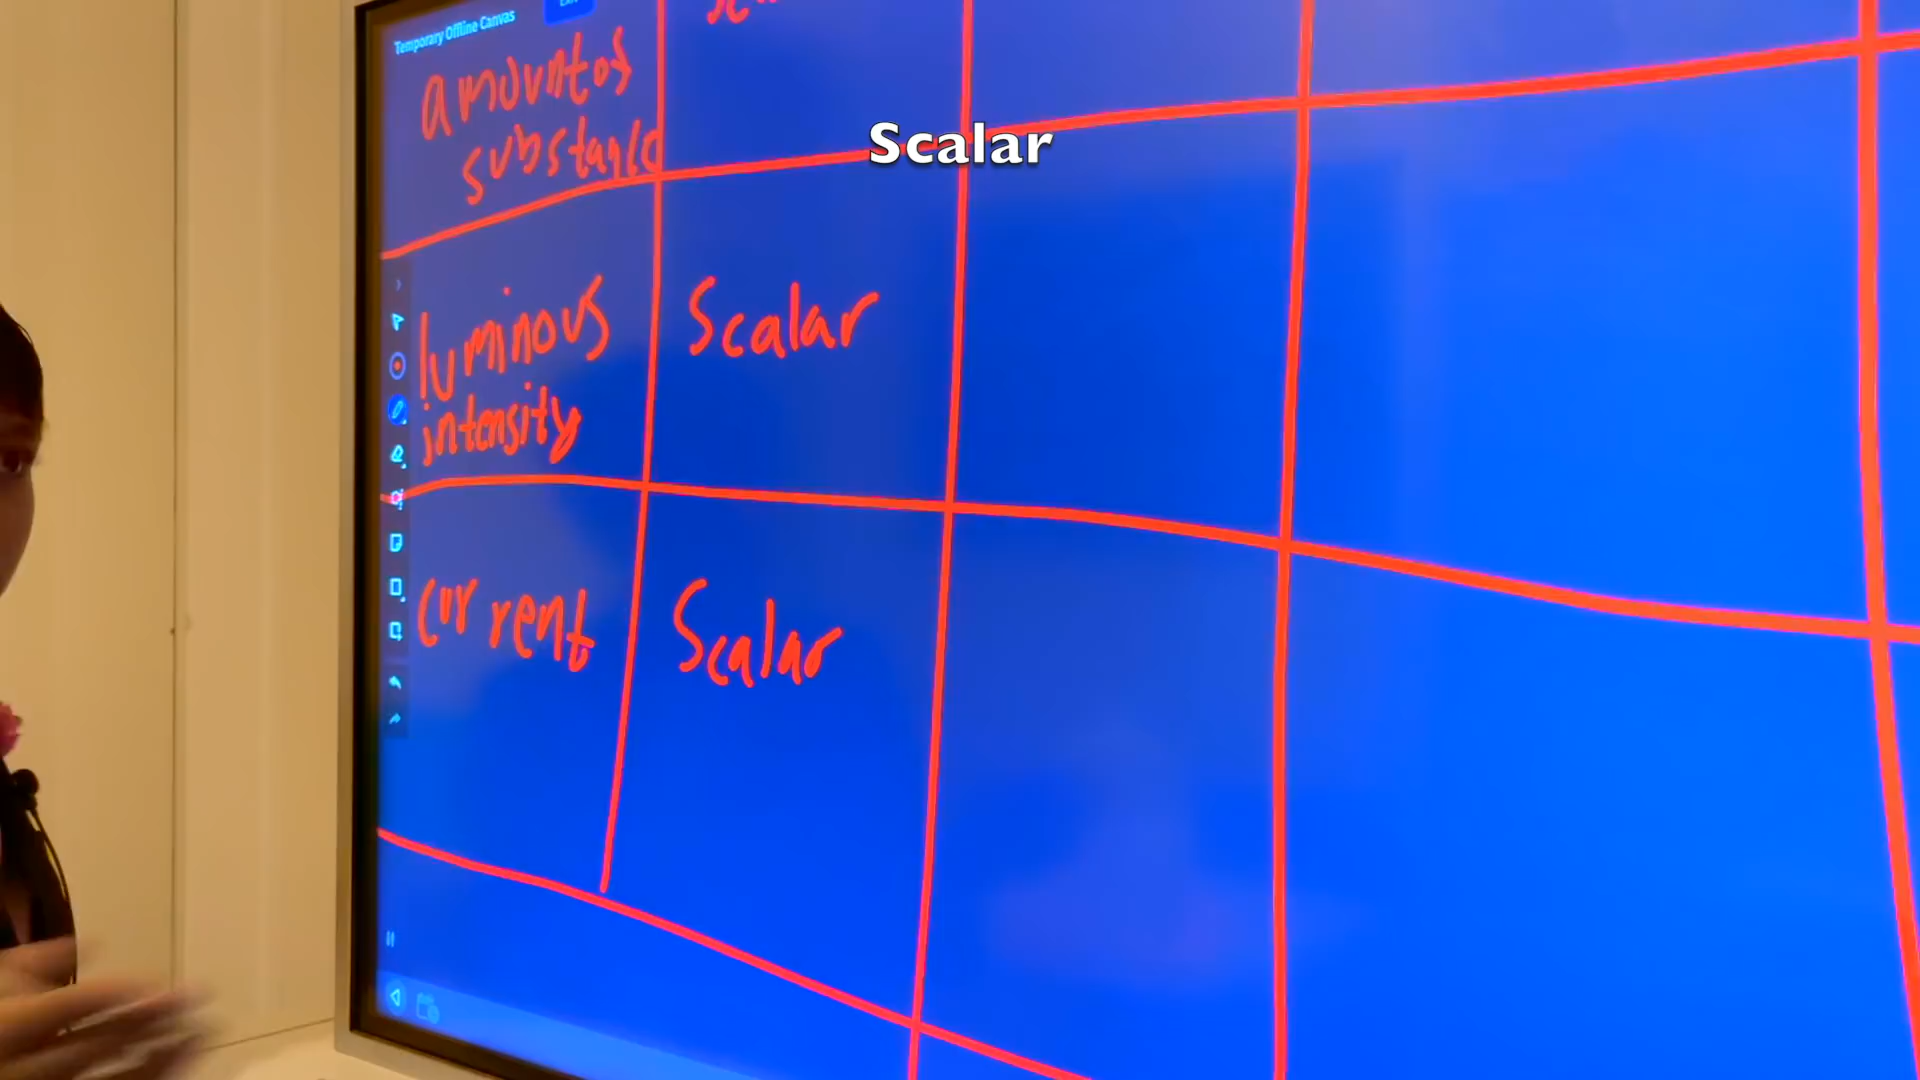 Temporary Offline Canvas
amount of
substance
Scalar
luminous
intensity
Scalar
current
Scalar